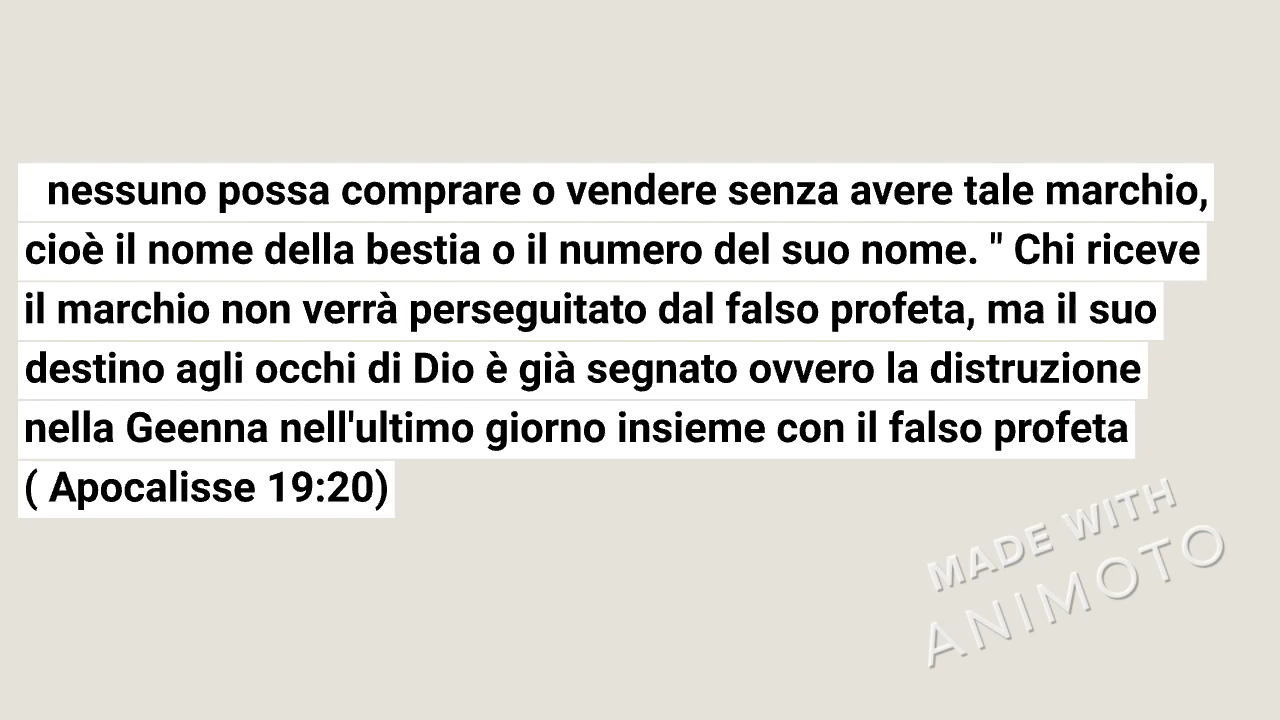 nessuno possa comprare o vendere senza avere tale marchio,
cioè il nome della bestia o il numero del suo nome. " Chi riceve
il marchio non verrà perseguitato dal falso profeta, ma il suo
destino agli occhi di Dio è già segnato ovvero la distruzione
nella Geenna nell'ultimo giorno insieme con il falso profeta
( Apocalisse 19:20)
MADE WITH
ANIMOTO